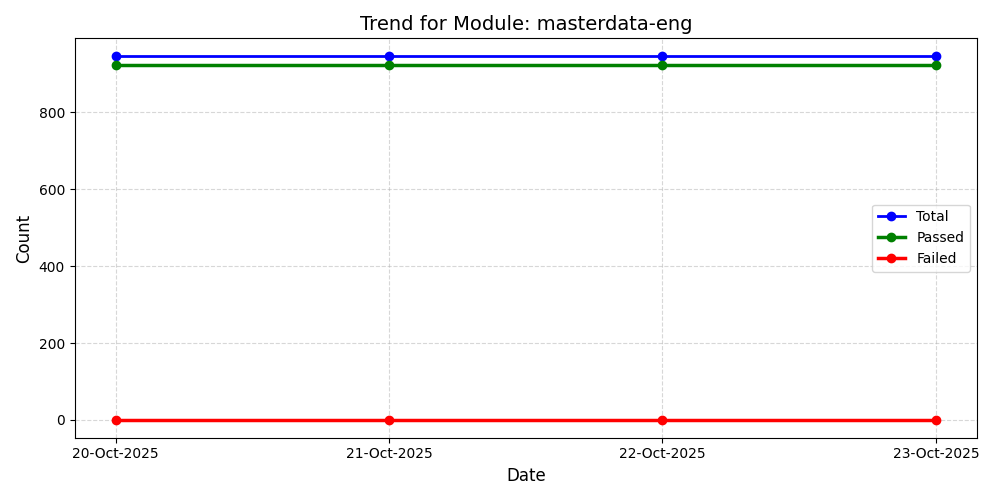 Trend for Module: masterdata-eng
Count
800
600
400
200
0
Total
Passed
Failed
20-Oct-2025
21-Oct-2025
22-Oct-2025
23-Oct-2025
Date